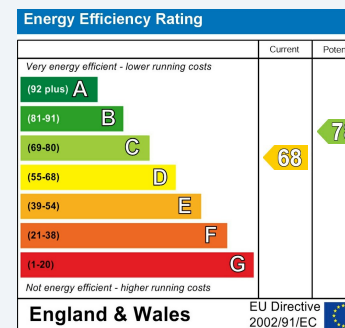 Energy Efficiency Rating
Current
Very energy efficient - lower running costs
(92 plus) A
(81-91) B
(69-80) C
(55-68) D
(39-54) E
(21-38) F
(1-20) G
68
Not energy efficient - higher running costs
England & Wales
EU Directive
2002/91/EC